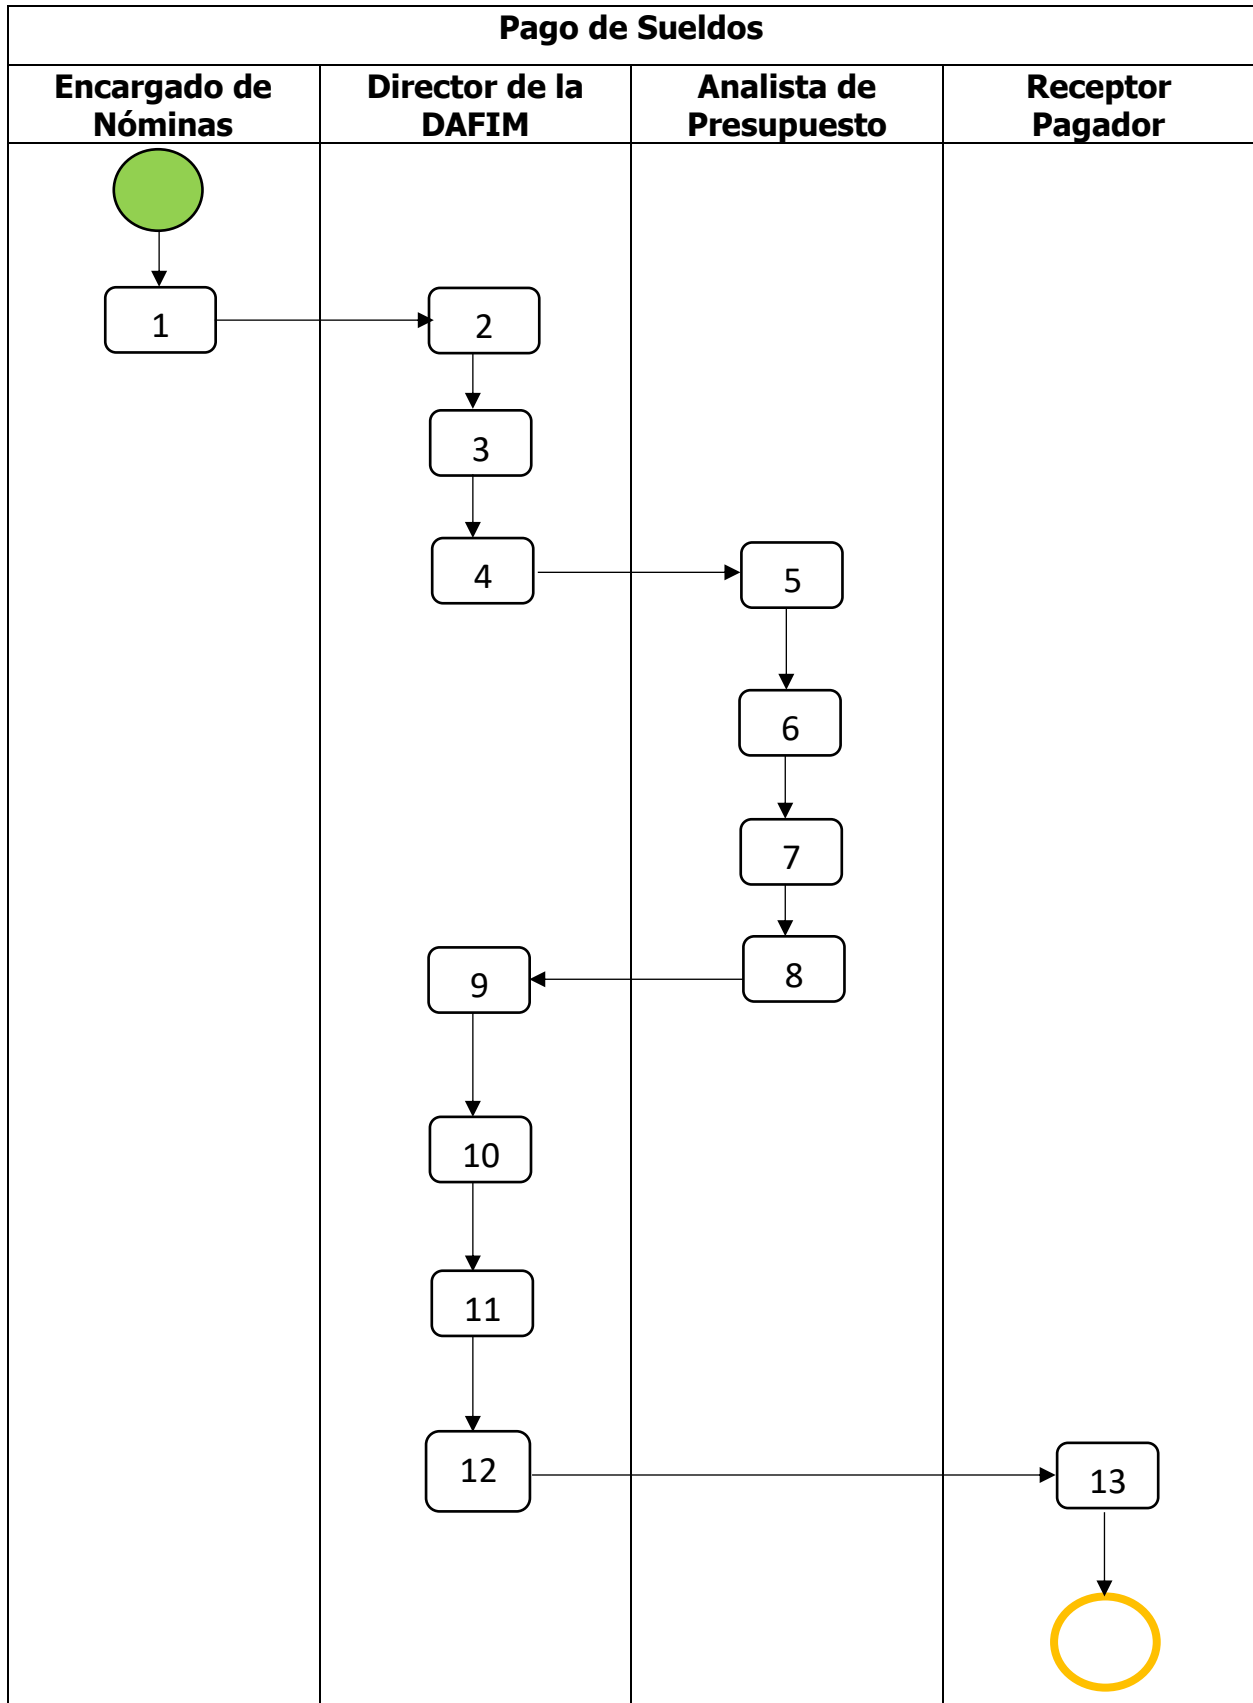 Pago de Sueldos
Encargado de
Nóminas
Director de la
DAFIM
Analista de
Presupuesto
Receptor
Pagador
1
2
3
4
5
6
7
8
9
10
11
12
13